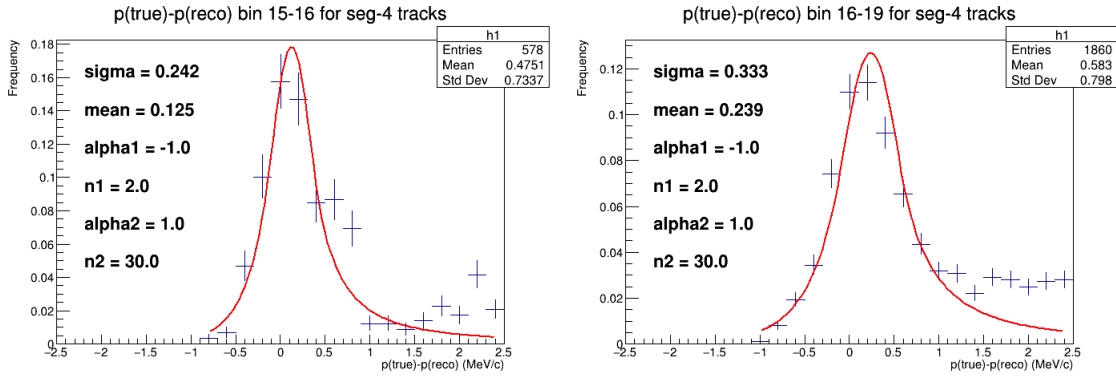 p(true)-p(reco) bin 15-16 for seg-4 tracks
h1
Entries 578
Mean 0.4751
Std Dev 0.7337
Frequency
0.18
0.16
0.14
0.12
0.1
0.08
0.06
0.04
0.02
0
sigma = 0.242
mean = 0.125
alpha1 = -1.0
n1 = 2.0
alpha2 = 1.0
n2 = 30.0
−2.5 −2 −1.5 −1 −0.5 0 0.5 1 1.5 2 2.5
p(true)-p(reco) (MeV/c)
p(true)-p(reco) bin 16-19 for seg-4 tracks
h1
Entries 1860
Mean 0.583
Std Dev 0.798
Frequency
0.12
0.1
0.08
0.06
0.04
0.02
0
sigma = 0.333
mean = 0.239
alpha1 = -1.0
n1 = 2.0
alpha2 = 1.0
n2 = 30.0
−2.5 −2 −1.5 −1 −0.5 0 0.5 1 1.5 2 2.5
p(true)-p(reco) (MeV/c)